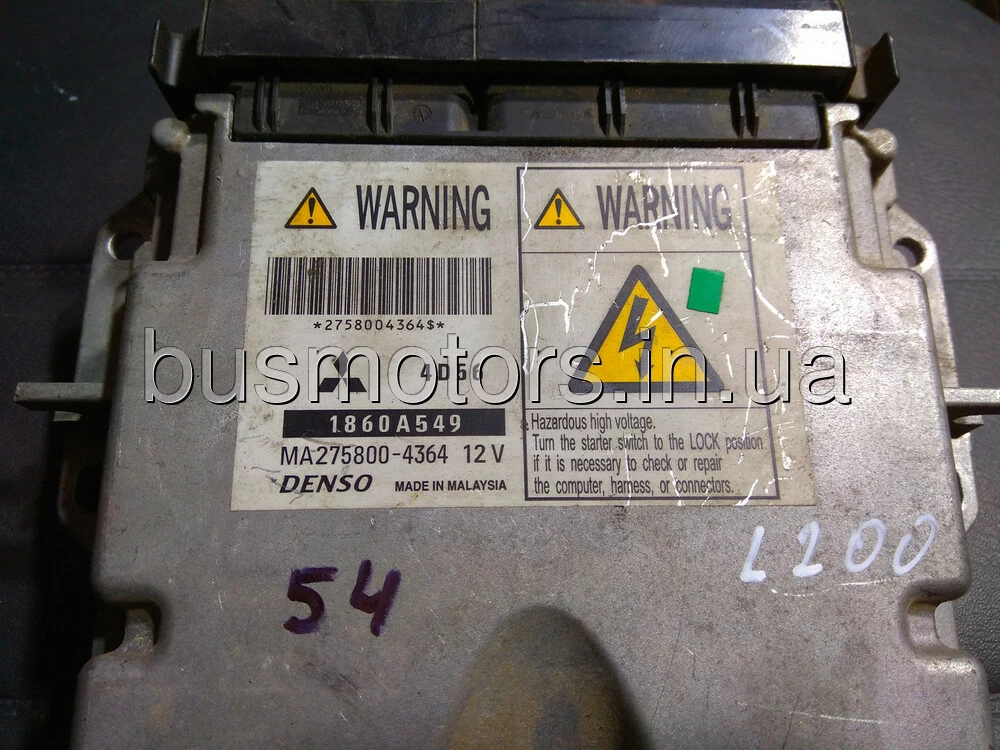 WARNING
*2758004364$*
4D56
1860A549
MA275800-4364 12V
DENSO MADE IN MALAYSIA
WARNING
Hazardous high voltage.
Turn the starter switch to the LOCK position
if it is necessary to check or repair
the computer, harness, or connectors.
busmotors.in.ua
54
L200